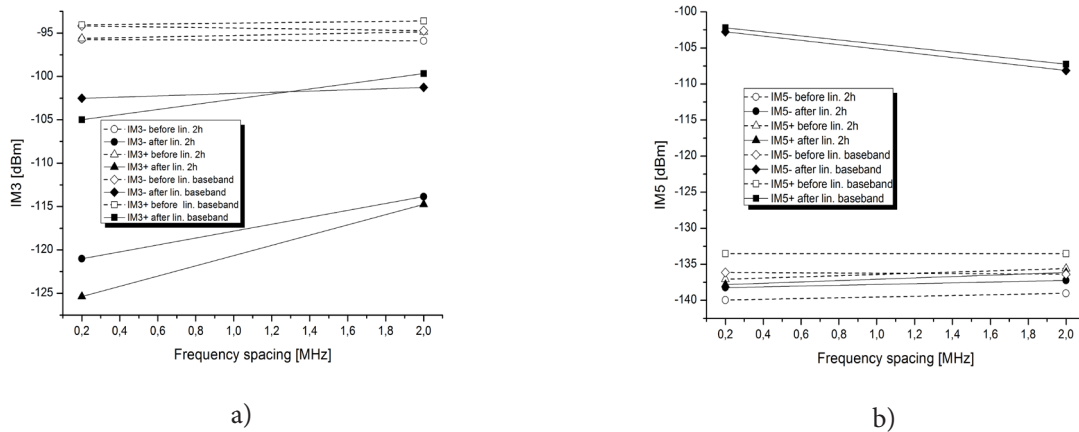 -95
-100
-105
-110
-115
-120
-125
IM3 [dBm]
IM3- before lin. 2h
IM3- after lin. 2h
IM3+ before lin. 2h
IM3+ after lin. 2h
IM3- before lin. baseband
IM3- after lin. baseband
IM3+ before  lin. baseband
IM3+ after lin. baseband
0,2 0,4 0,6 0,8 1,0 1,2 1,4 1,6 1,8 2,0
Frequency spacing [MHz]
a)
-100
-105
-110
-115
-120
-125
-130
-135
-140
IM5 [dBm]
IM5- before lin. 2h
IM5- after lin. 2h
IM5+ before lin. 2h
IM5+ after lin. 2h
IM5- before lin. baseband
IM5- after lin. baseband
IM5+ before lin. baseband
IM5+ after lin. baseband
0,2 0,4 0,6 0,8 1,0 1,2 1,4 1,6 1,8 2,0
Frequency spacing [MHz]
b)